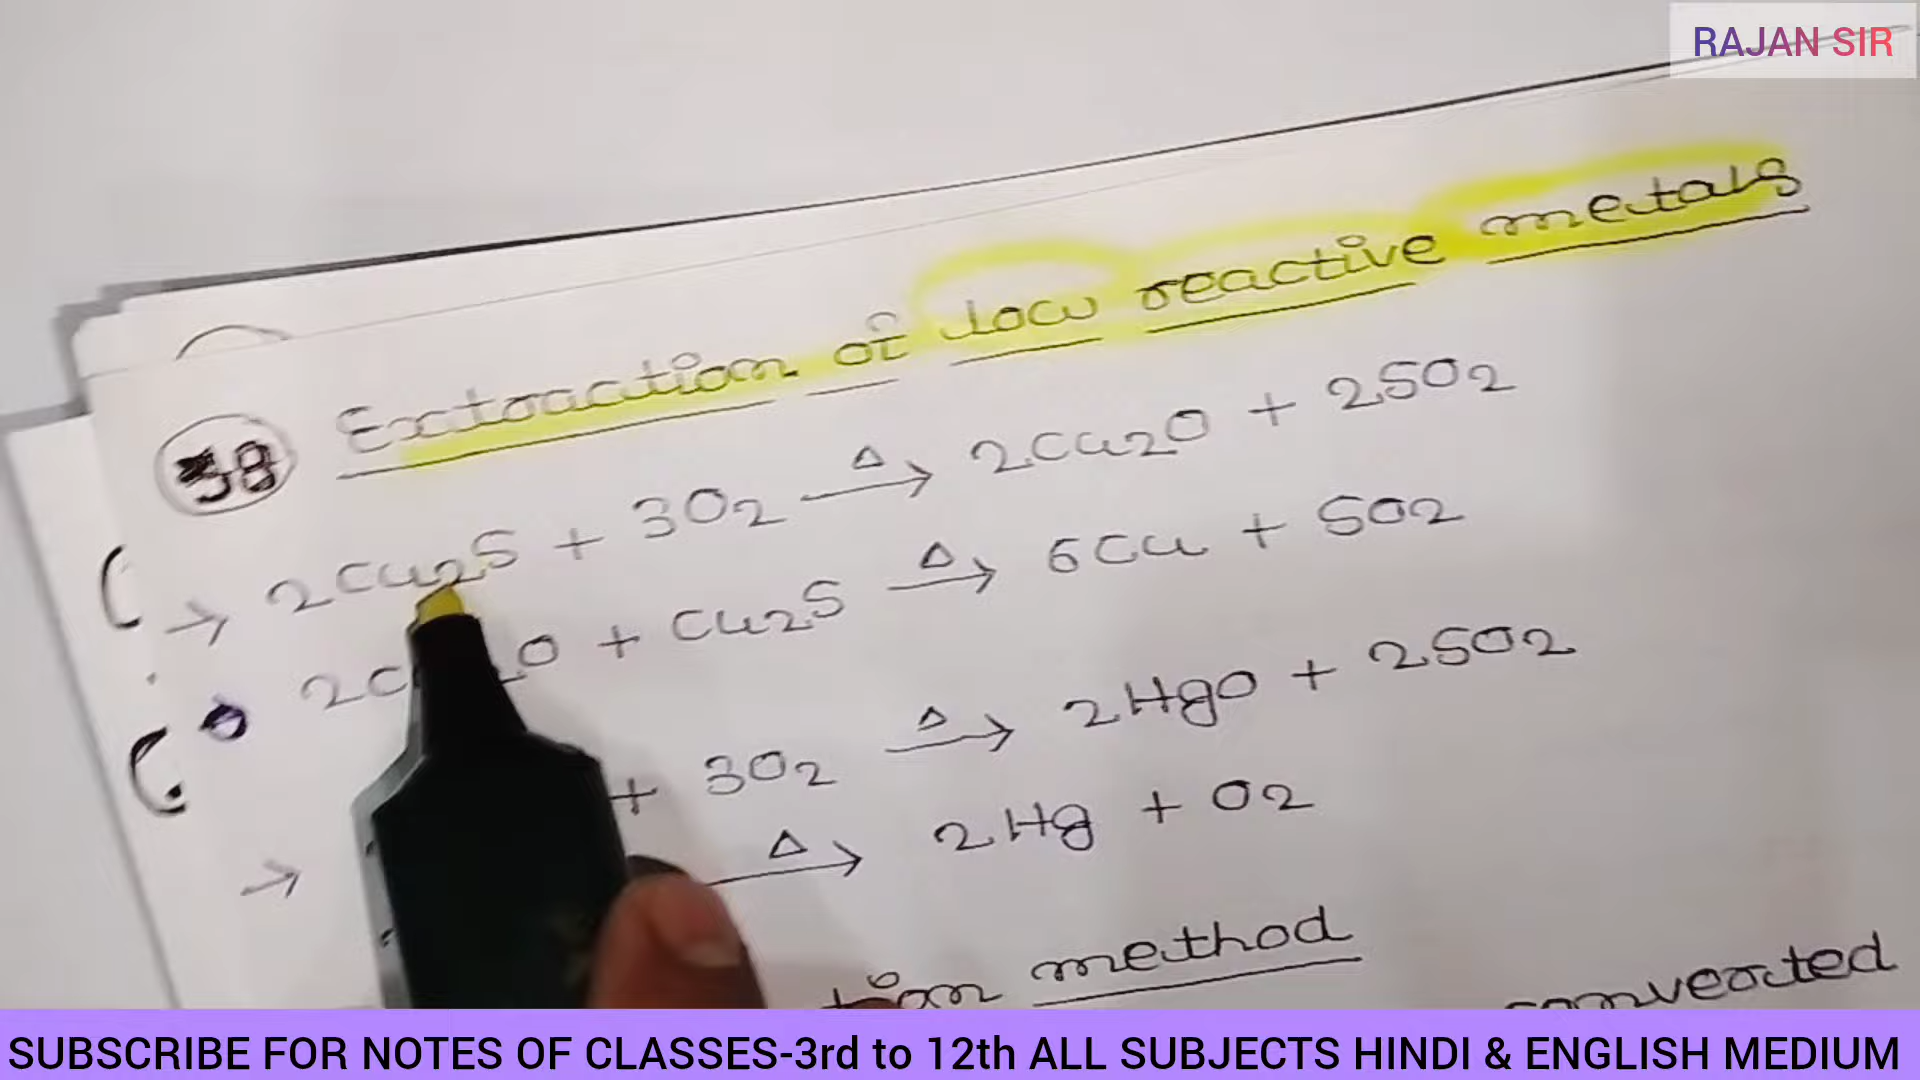 RAJAN SIR
38 Extraction of low reactive metals
→ 2Cu2S + 3O2 Δ→ 2Cu2O + 2SO2
2C O + Cu2S Δ→ 6Cu + SO2
+ 3O2 Δ→ 2HgO + 2SO2
→ Δ→ 2Hg + O2
method
converted
SUBSCRIBE FOR NOTES OF CLASSES-3rd to 12th ALL SUBJECTS HINDI & ENGLISH MEDIUM